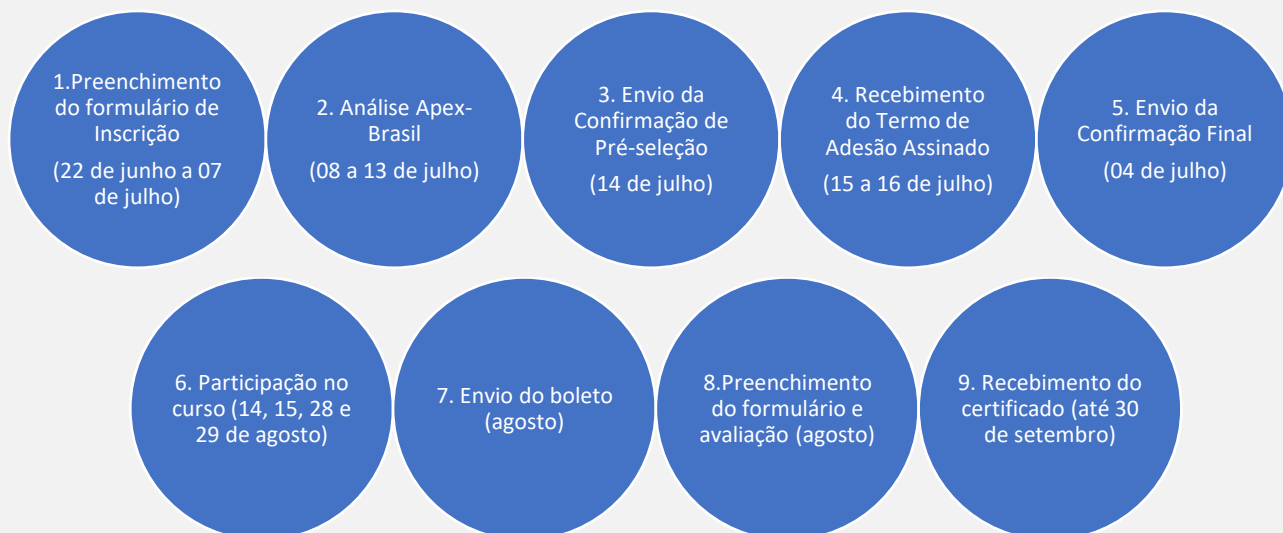 1.Preenchimento
do formulário de
Inscrição
(22 de junho a 07
de julho)
2. Análise Apex-
Brasil
(08 a 13 de julho)
3. Envio da
Confirmação de
Pré-seleção
(14 de julho)
4. Recebimento
do Termo de
Adesão Assinado
(15 a 16 de julho)
5. Envio da
Confirmação Final
(04 de julho)
6. Participação no
curso (14, 15, 28 e
29 de agosto)
7. Envio do boleto
(agosto)
8.Preenchimento
do formulário e
avaliação (agosto)
9. Recebimento do
certificado (até 30
de setembro)